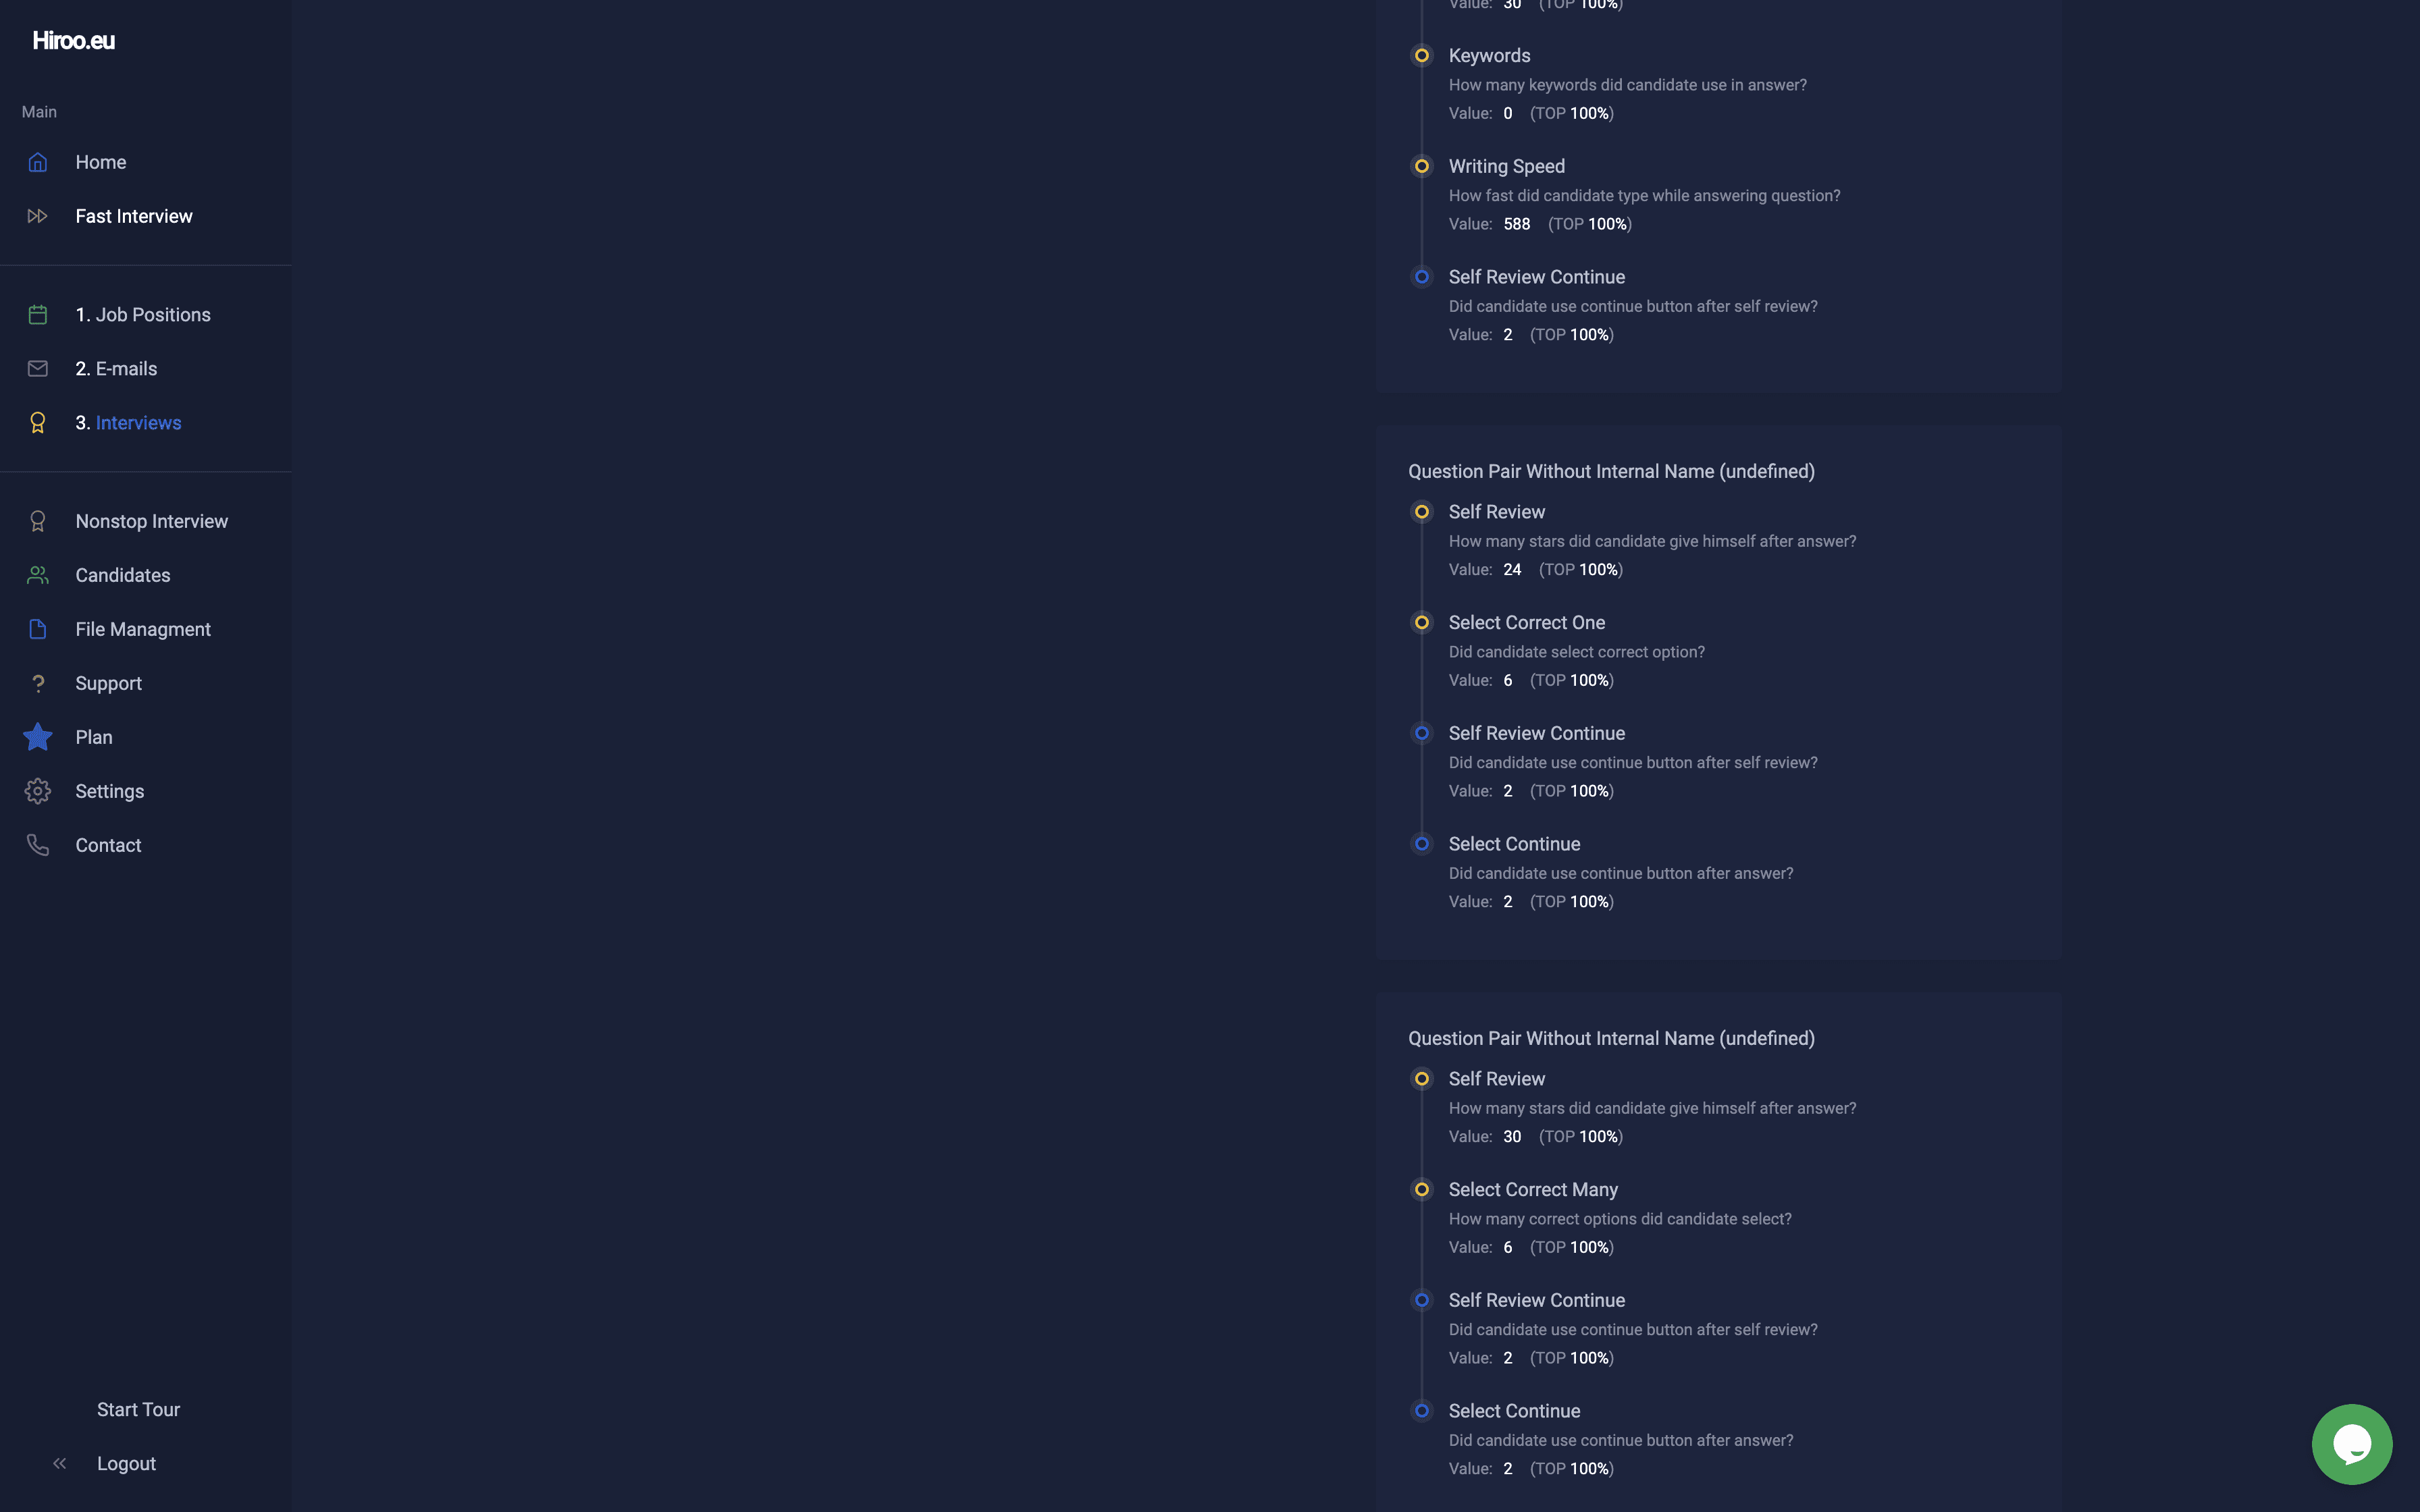 Hiroo.eu
Main
Home
Fast Interview
1. Job Positions
2. E-mails
3. Interviews
Nonstop Interview
Candidates
File Managment
Support
Plan
Settings
Contact
Start Tour
Logout
Value: 30 (TOP 100%)
Keywords
How many keywords did candidate use in answer?
Value: 0 (TOP 100%)
Writing Speed
How fast did candidate type while answering question?
Value: 588 (TOP 100%)
Self Review Continue
Did candidate use continue button after self review?
Value: 2 (TOP 100%)
Question Pair Without Internal Name (undefined)
Self Review
How many stars did candidate give himself after answer?
Value: 24 (TOP 100%)
Select Correct One
Did candidate select correct option?
Value: 6 (TOP 100%)
Self Review Continue
Did candidate use continue button after self review?
Value: 2 (TOP 100%)
Select Continue
Did candidate use continue button after answer?
Value: 2 (TOP 100%)
Question Pair Without Internal Name (undefined)
Self Review
How many stars did candidate give himself after answer?
Value: 30 (TOP 100%)
Select Correct Many
How many correct options did candidate select?
Value: 6 (TOP 100%)
Self Review Continue
Did candidate use continue button after self review?
Value: 2 (TOP 100%)
Select Continue
Did candidate use continue button after answer?
Value: 2 (TOP 100%)